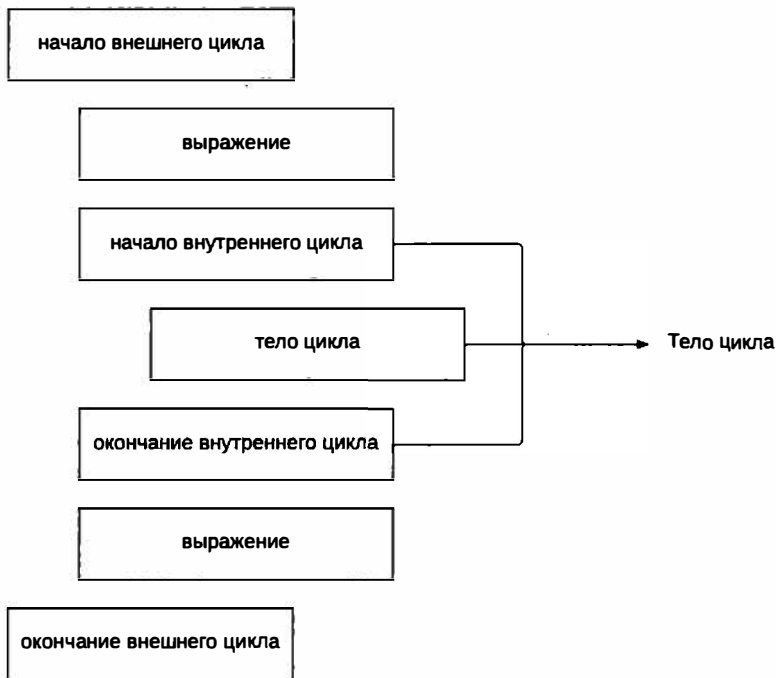 начало внешнего цикла
выражение
начало внутреннего цикла
тело цикла
Тело цикла
окончание внутреннего цикла
выражение
окончание внешнего цикла